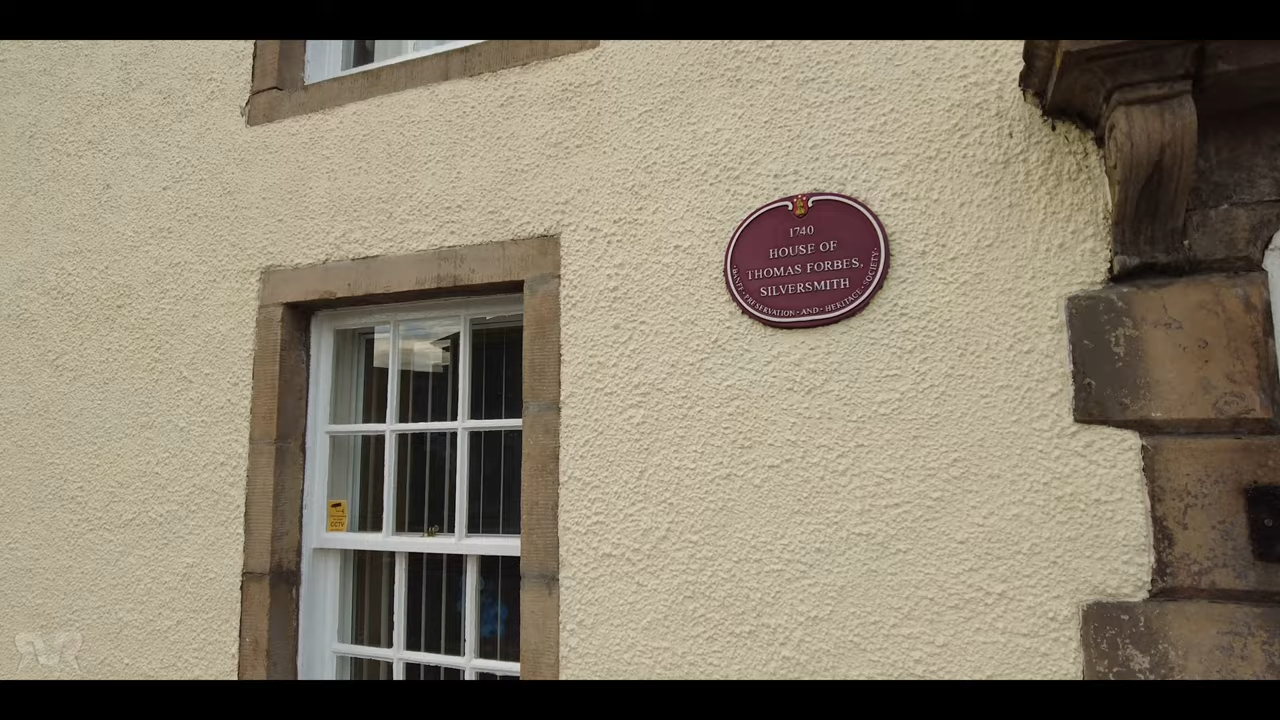 1740
HOUSE OF
THOMAS FORBES,
SILVERSMITH
·BANFF·PRESERVATION·AND·HERITAGE·SOCIETY·
CCTV